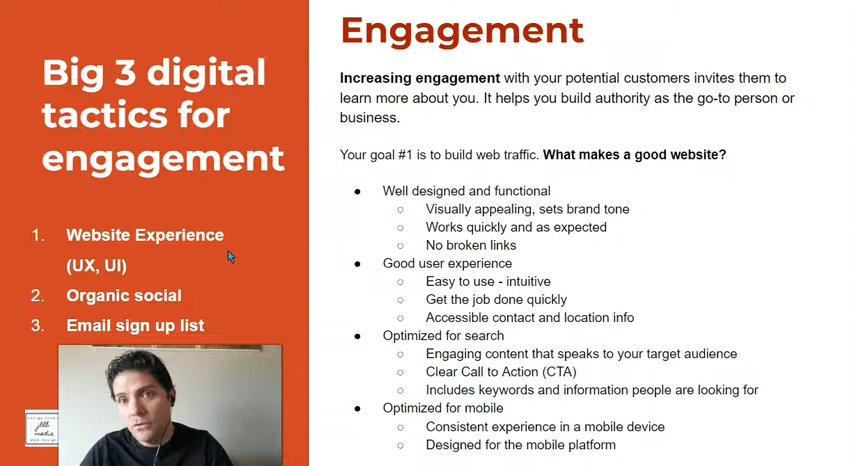 Big 3 digital
tactics for
engagement
1. Website Experience
(UX, UI)
2. Organic social
3. Email sign up list
jlbb
media
Engagement
Increasing engagement with your potential customers invites them to
learn more about you. It helps you build authority as the go-to person or
business.
Your goal #1 is to build web traffic. What makes a good website?
● Well designed and functional
○ Visually appealing, sets brand tone
○ Works quickly and as expected
○ No broken links
● Good user experience
○ Easy to use - intuitive
○ Get the job done quickly
○ Accessible contact and location info
● Optimized for search
○ Engaging content that speaks to your target audience
○ Clear Call to Action (CTA)
○ Includes keywords and information people are looking for
● Optimized for mobile
○ Consistent experience in a mobile device
○ Designed for the mobile platform